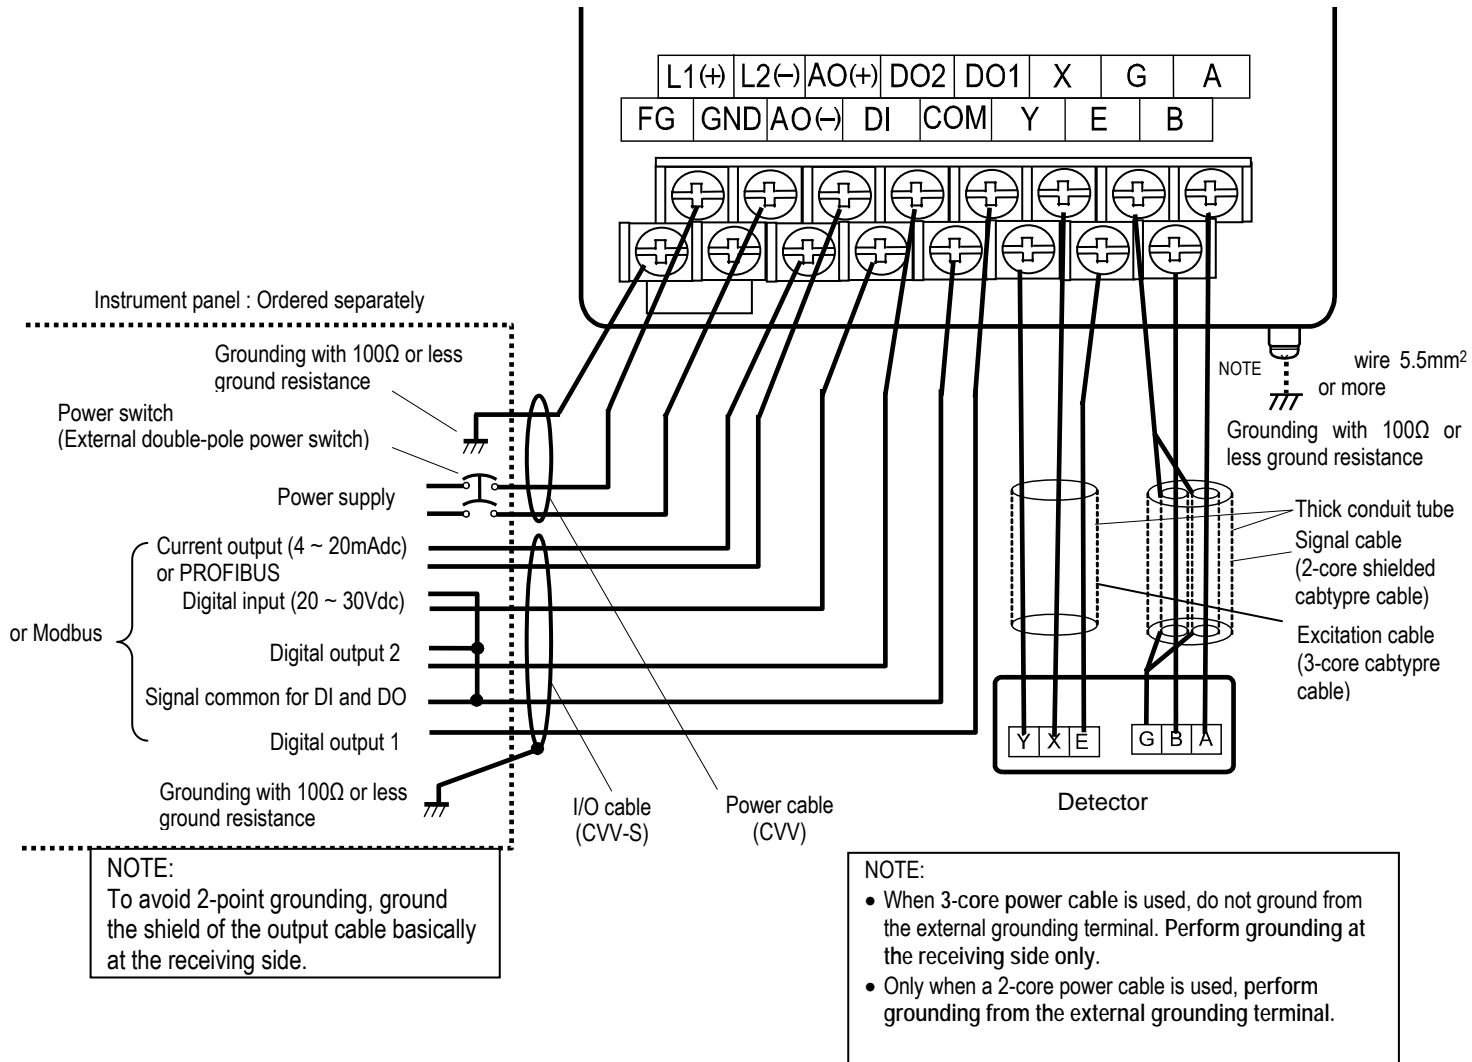 L1(+) L2(−) AO(+) DO2 DO1 X G A
FG GND AO(−) DI COM Y E B
Instrument panel : Ordered separately
Grounding with 100Ω or less
ground resistance
Power switch
(External double-pole power switch)
Power supply
Current output (4 ~ 20mAdc)
or PROFIBUS
Digital input (20 ~ 30Vdc)
or Modbus
Digital output 2
Signal common for DI and DO
Digital output 1
Grounding with 100Ω or less
ground resistance
I/O cable
(CVV-S)
Power cable
(CVV)
NOTE
wire 5.5mm²
or more
Grounding with 100Ω or
less ground resistance
Thick conduit tube
Signal cable
(2-core shielded
cabtypre cable)
Excitation cable
(3-core cabtypre
cable)
Y X E G B A
Detector
NOTE:
To avoid 2-point grounding, ground
the shield of the output cable basically
at the receiving side.
NOTE:
• When 3-core power cable is used, do not ground from
the external grounding terminal. Perform grounding at
the receiving side only.
• Only when a 2-core power cable is used, perform
grounding from the external grounding terminal.